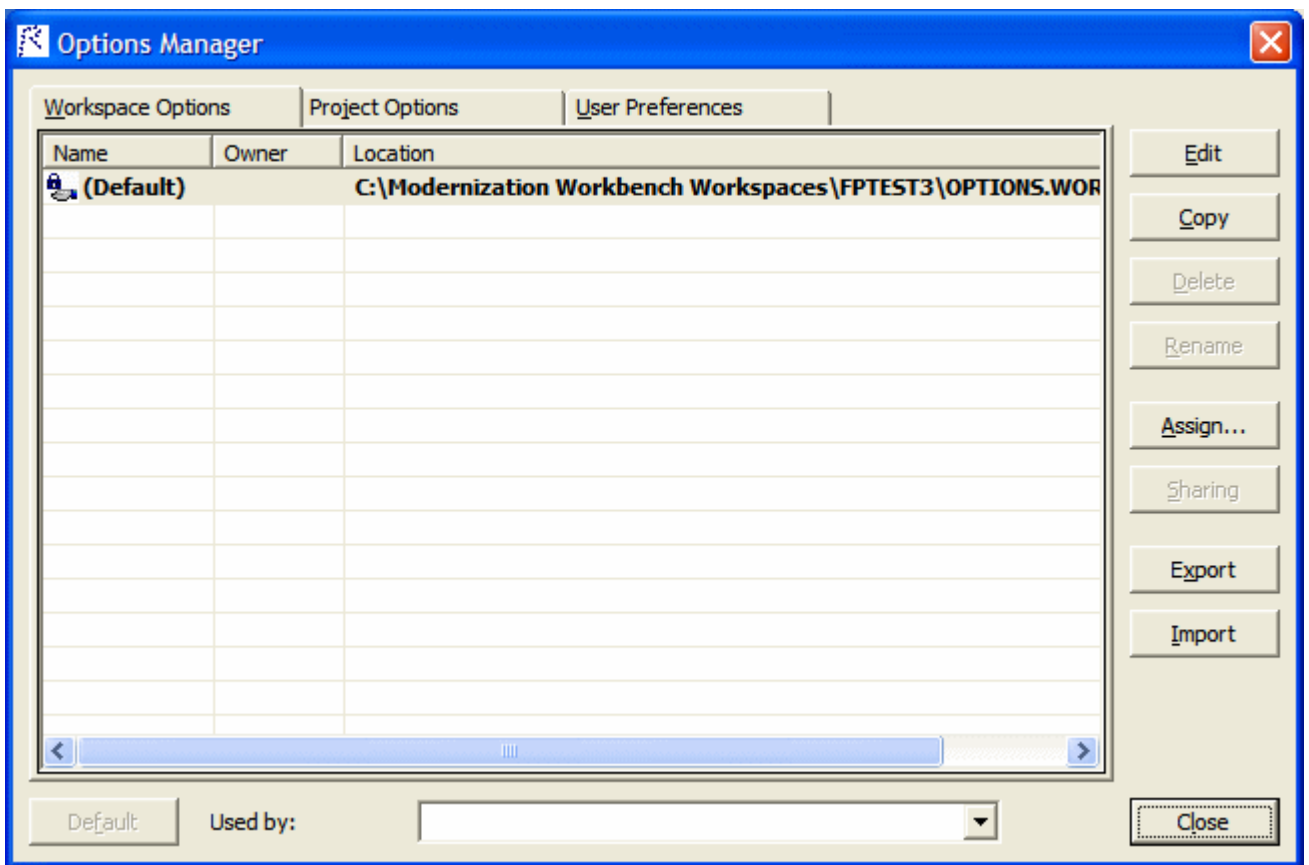 Options Manager
Workspace Options Project Options User Preferences
Name Owner Location
(Default) C:\Modernization Workbench Workspaces\FPTEST3\OPTIONS.WOR
Edit
Copy
Delete
Rename
Assign...
Sharing
Export
Import
Default Used by: Close